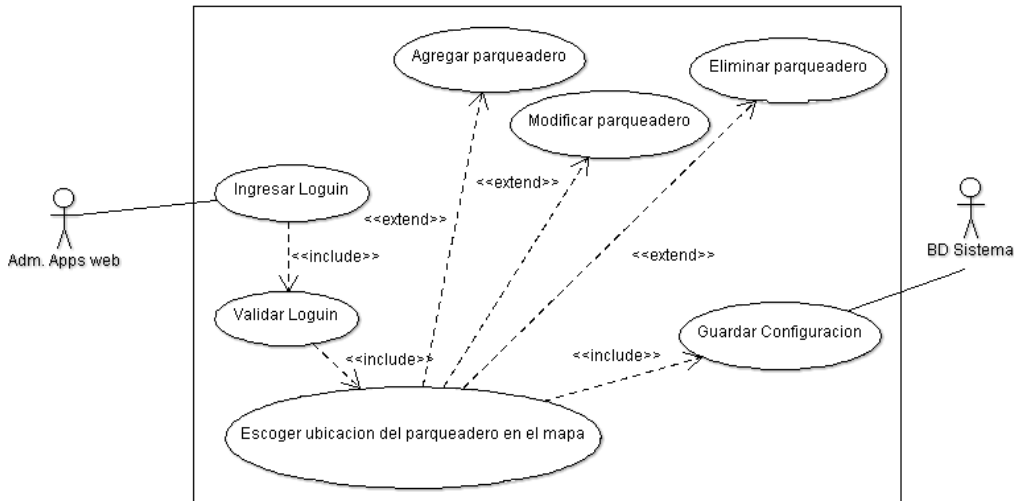 Agregar parqueadero
Eliminar parqueadero
Modificar parqueadero
Ingresar Loguin
<<extend>>
<<extend>>
Adm. Apps web
<<include>>
<<extend>>
BD Sistema
Validar Loguin
Guardar Configuracion
<<include>>
<<include>>
Escoger ubicacion del parqueadero en el mapa